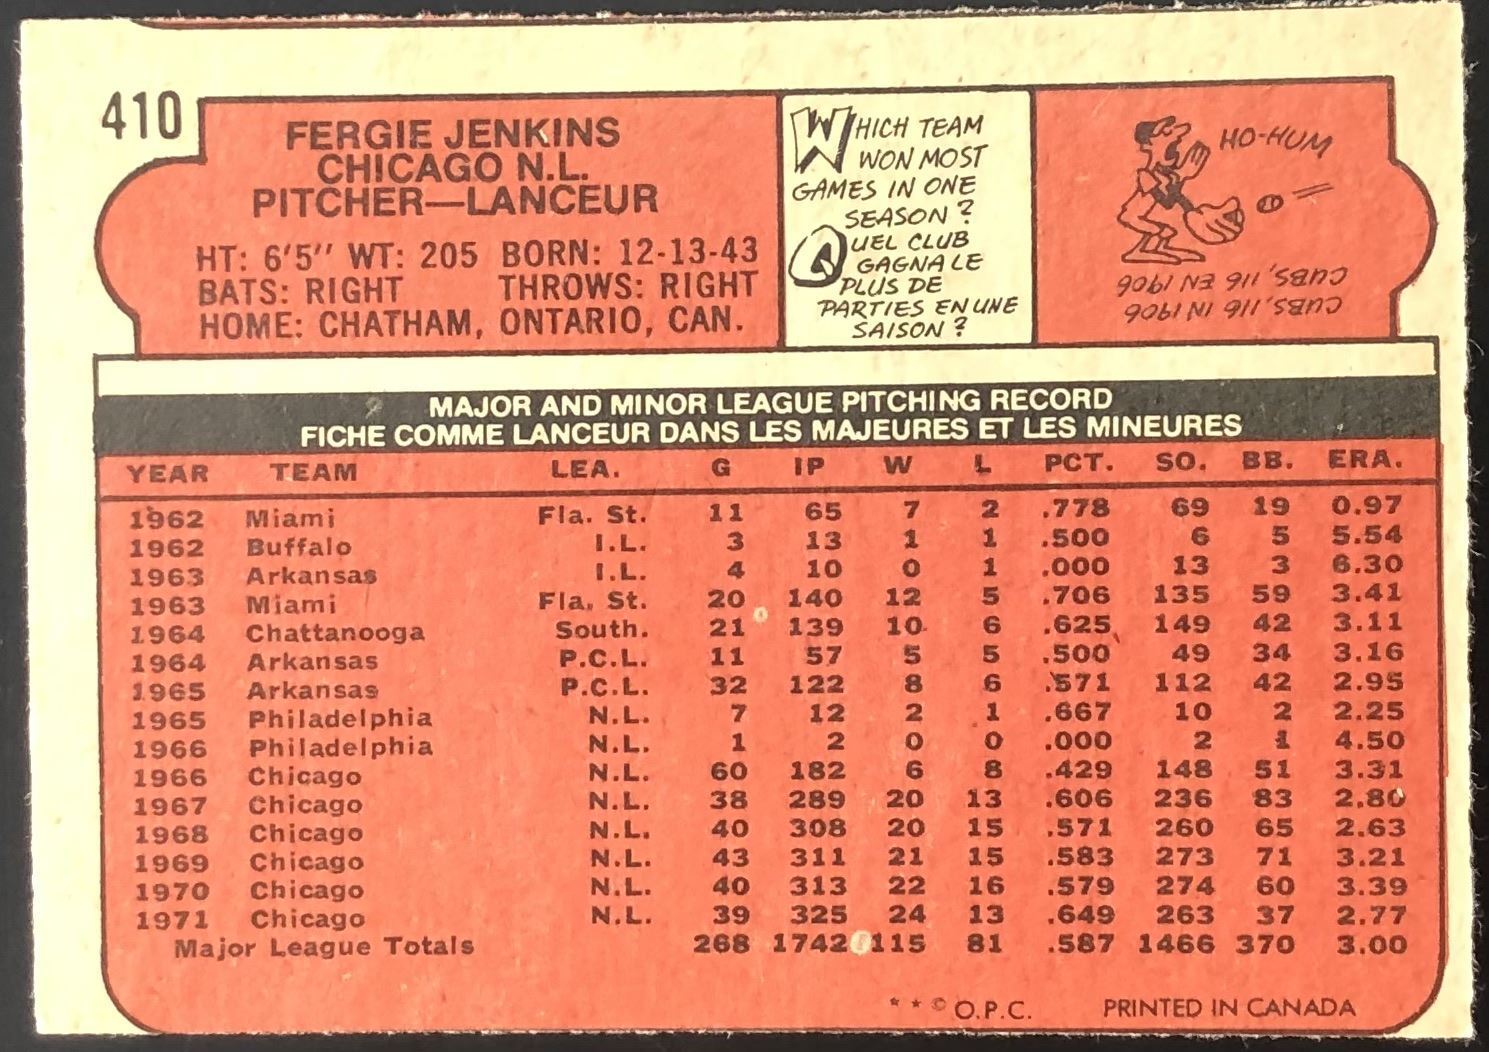 410
FERGIE JENKINS
CHICAGO N.L.
PITCHER—LANCEUR
HT: 6'5" WT: 205 BORN: 12-13-43
BATS: RIGHT THROWS: RIGHT
HOME: CHATHAM, ONTARIO, CAN.
WHICH TEAM
WON MOST
GAMES IN ONE
SEASON?
QUEL CLUB
GAGNA LE
PLUS DE
PARTIES EN UNE
SAISON?
HO-HUM
CUBS, 116 EN 1906
CUBS, 116 IN 1906
MAJOR AND MINOR LEAGUE PITCHING RECORD
FICHE COMME LANCEUR DANS LES MAJEURES ET LES MINEURES
YEAR TEAM LEA. G IP W L PCT. SO. BB. ERA.
1962 Miami Fla. St. 11 65 7 2 .778 69 19 0.97
1962 Buffalo I.L. 3 13 1 1 .500 6 5 5.54
1963 Arkansas I.L. 4 10 0 1 .000 13 3 6.30
1963 Miami Fla. St. 20 140 12 5 .706 135 59 3.41
1964 Chattanooga South. 21 139 10 6 .625 149 42 3.11
1964 Arkansas P.C.L. 11 57 5 5 .500 49 34 3.16
1965 Arkansas P.C.L. 32 122 8 6 .571 112 42 2.95
1965 Philadelphia N.L. 7 12 2 1 .667 10 2 2.25
1966 Philadelphia N.L. 1 2 0 0 .000 2 1 4.50
1966 Chicago N.L. 60 182 6 8 .429 148 51 3.31
1967 Chicago N.L. 38 289 20 13 .606 236 83 2.80
1968 Chicago N.L. 40 308 20 15 .571 260 65 2.63
1969 Chicago N.L. 43 311 21 15 .583 273 71 3.21
1970 Chicago N.L. 40 313 22 16 .579 274 60 3.39
1971 Chicago N.L. 39 325 24 13 .649 263 37 2.77
Major League Totals 268 1742 115 81 .587 1466 370 3.00
* * © O.P.C. PRINTED IN CANADA